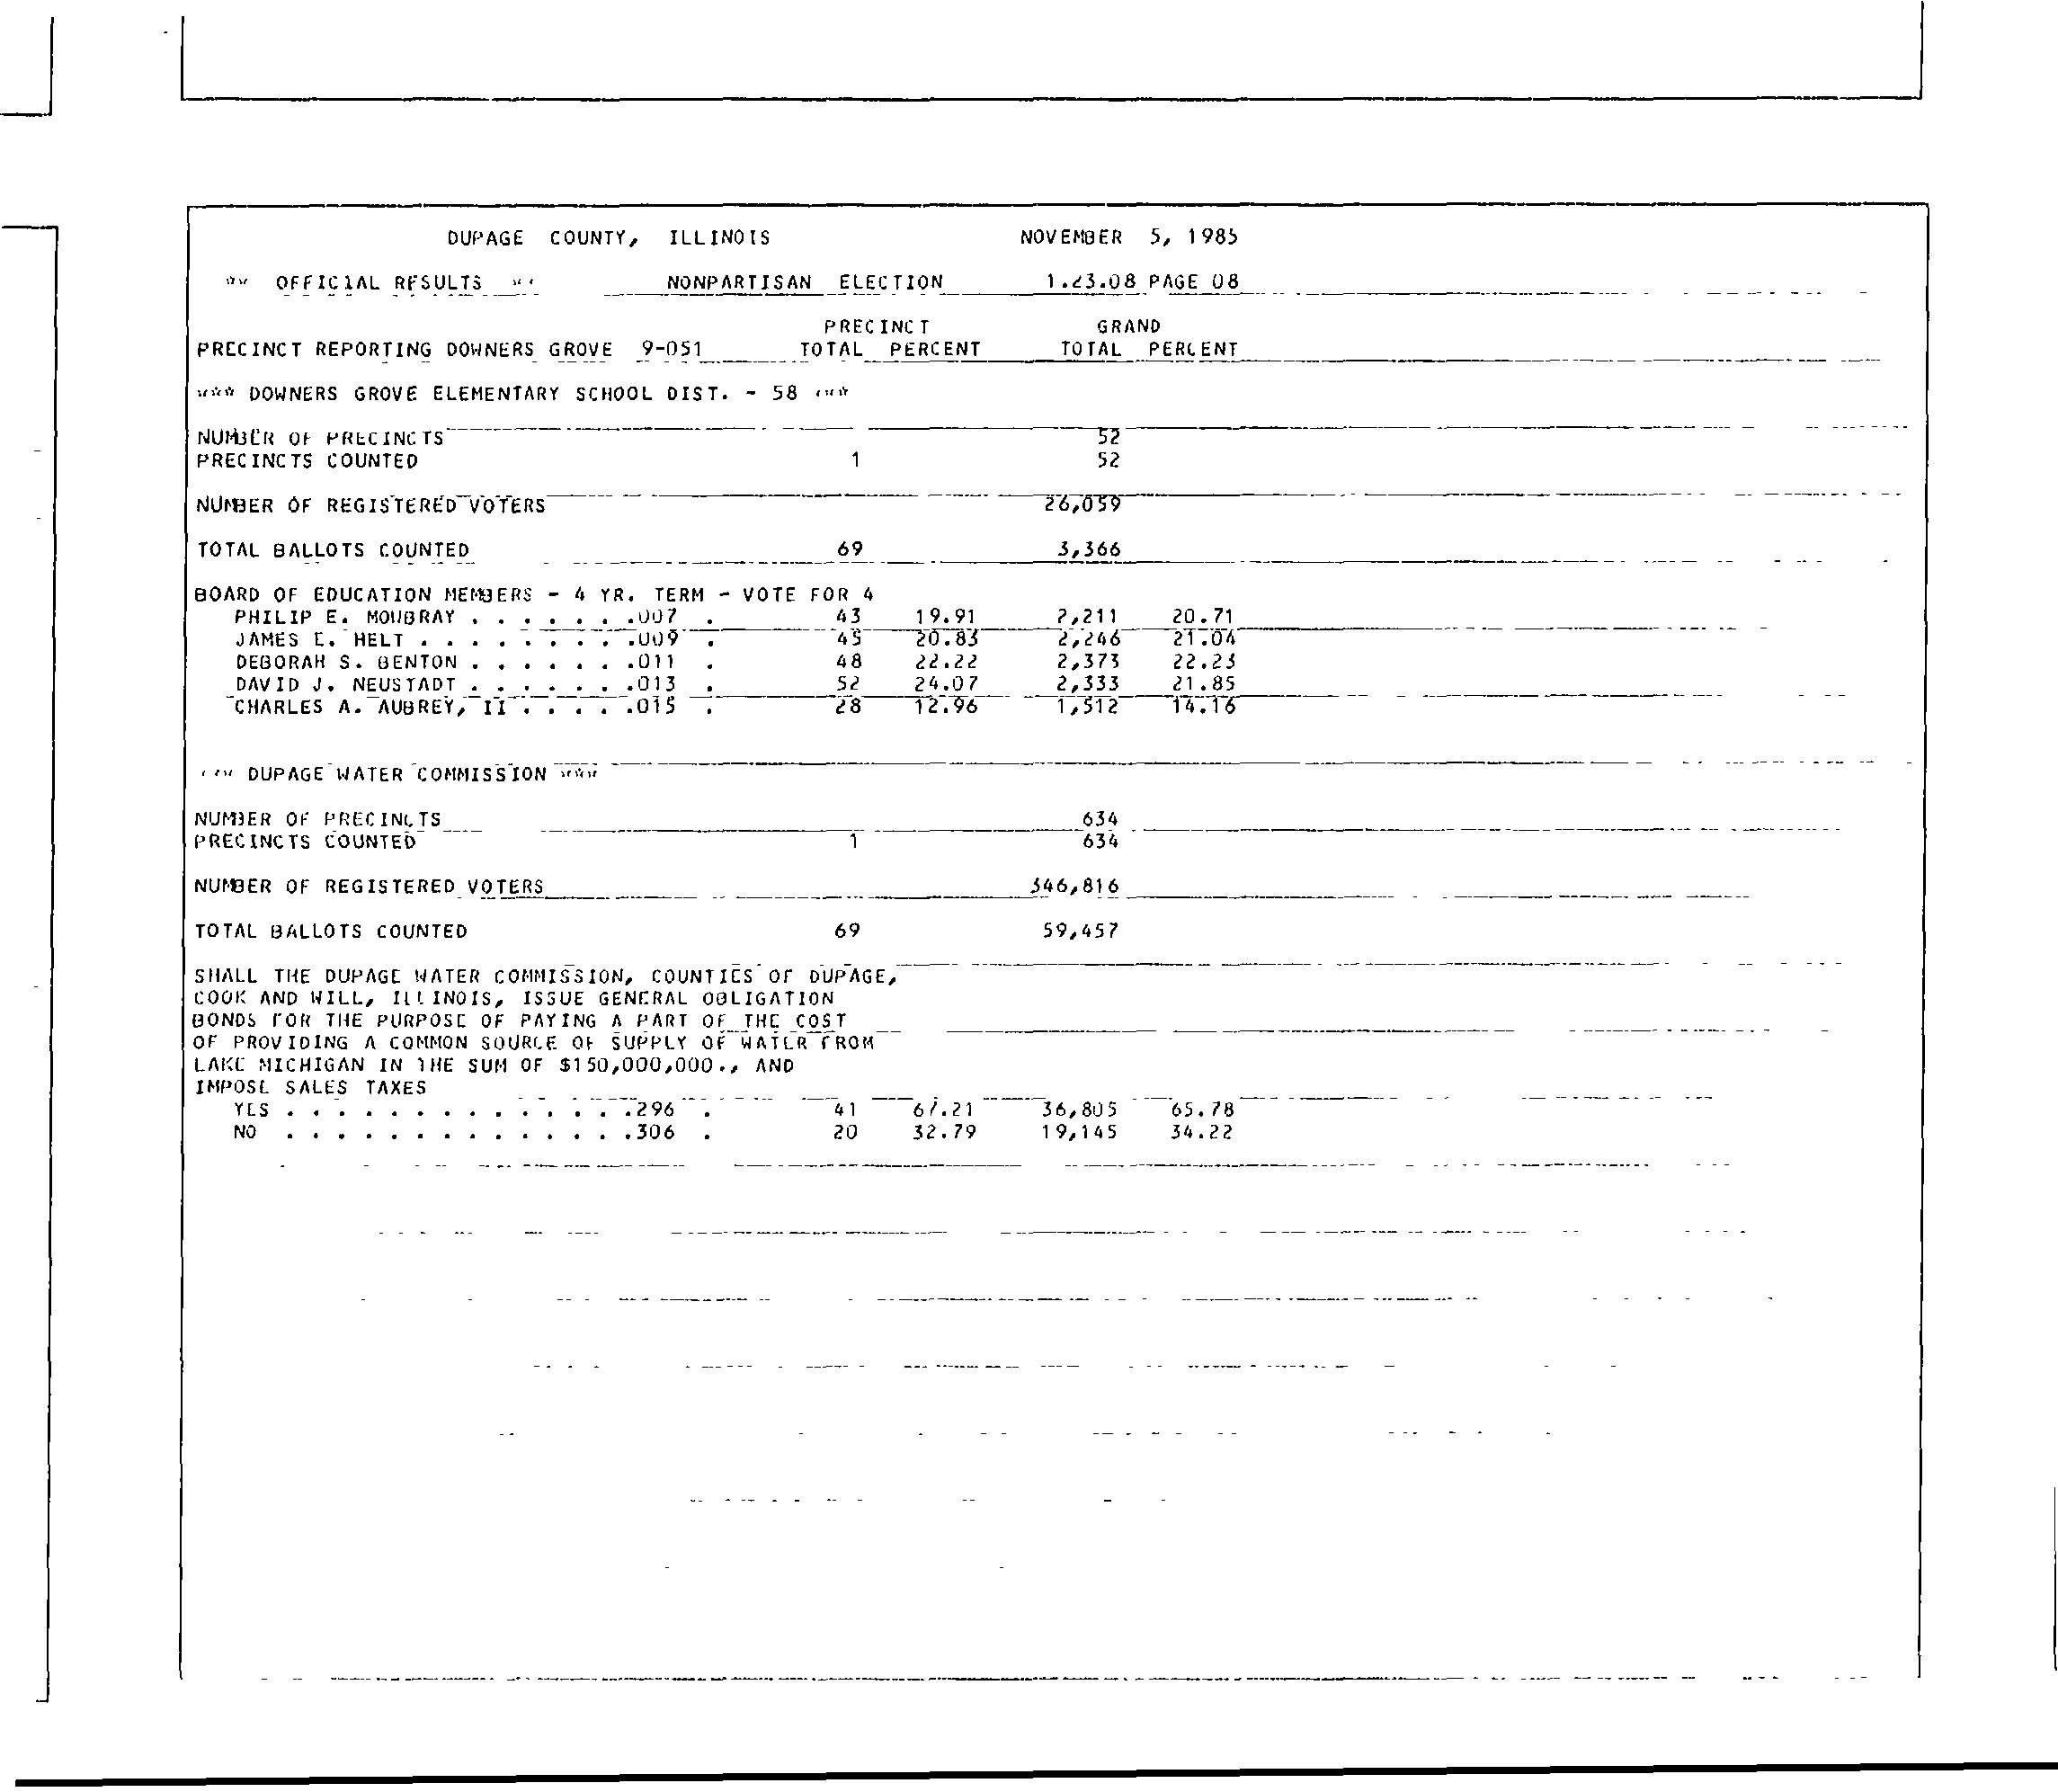 DUPAGE COUNTY, ILLINOIS NOVEMBER 5, 1985
** OFFICIAL RESULTS ** NONPARTISAN ELECTION 1.23.08 PAGE 08
PRECINCT GRAND
PRECINCT REPORTING DOWNERS GROVE 9-051 TOTAL PERCENT TOTAL PERCENT
*** DOWNERS GROVE ELEMENTARY SCHOOL DIST. - 58 ***
NUMBER OF PRECINCTS 52
PRECINCTS COUNTED 1 52
NUMBER OF REGISTERED VOTERS 26,059
TOTAL BALLOTS COUNTED 69 3,366
BOARD OF EDUCATION MEMBERS - 4 YR. TERM - VOTE FOR 4
PHILIP E. MOUBRAY . . . . . . .007 . 43 19.91 2,211 20.71
JAMES E. HELT . . . . . . . . .009 . 45 20.83 2,246 21.04
DEBORAH S. BENTON . . . . . . .011 . 48 22.22 2,373 22.23
DAVID J. NEUSTADT . . . . . . .013 . 52 24.07 2,333 21.85
CHARLES A. AUBREY, II . . . . .015 . 28 12.96 1,512 14.16
*** DUPAGE WATER COMMISSION ***
NUMBER OF PRECINCTS 634
PRECINCTS COUNTED 1 634
NUMBER OF REGISTERED VOTERS 346,816
TOTAL BALLOTS COUNTED 69 59,457
SHALL THE DUPAGE WATER COMMISSION, COUNTIES OF DUPAGE,
COOK AND WILL, ILLINOIS, ISSUE GENERAL OBLIGATION
BONDS FOR THE PURPOSE OF PAYING A PART OF THE COST
OF PROVIDING A COMMON SOURCE OF SUPPLY OF WATER FROM
LAKE MICHIGAN IN THE SUM OF $150,000,000., AND
IMPOSE SALES TAXES
YES . . . . . . . . . . . . . .296 . 41 67.21 36,805 65.78
NO . . . . . . . . . . . . . .306 . 20 32.79 19,145 34.22